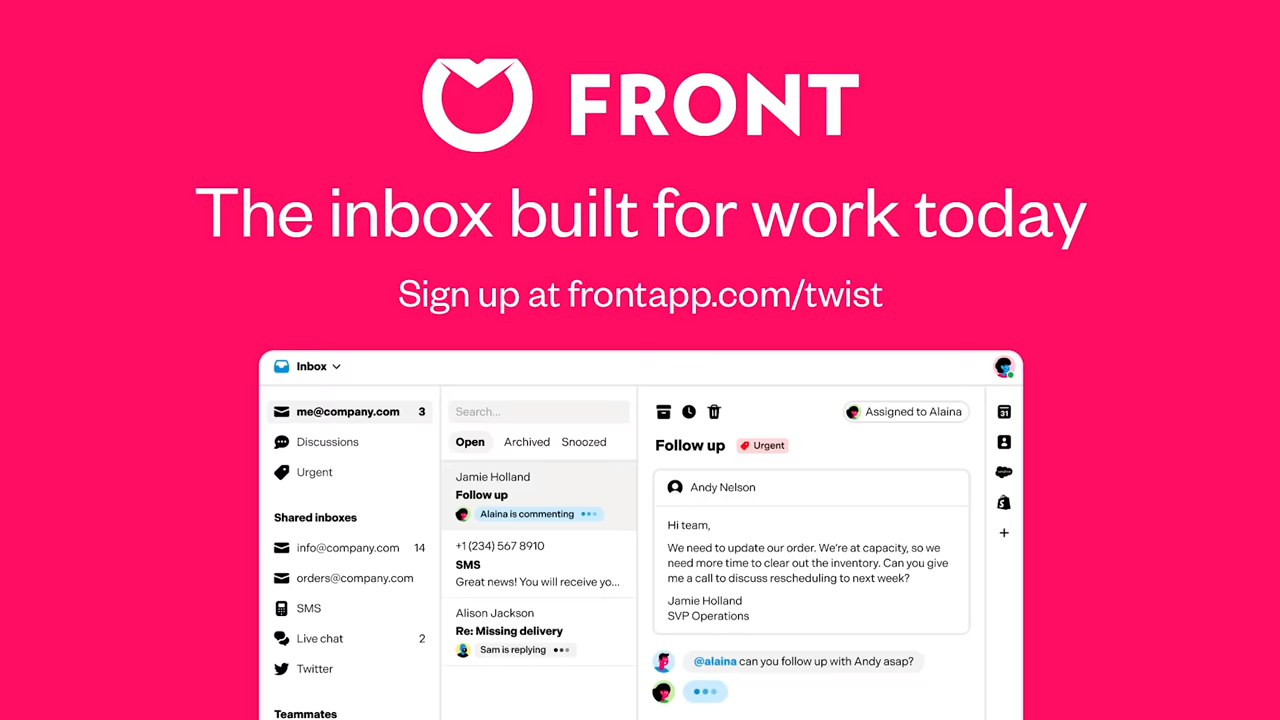 FRONT
The inbox built for work today
Sign up at frontapp.com/twist
Inbox
me@company.com 3
Discussions
Urgent
Shared inboxes
info@company.com 14
orders@company.com
SMS
Live chat 2
Twitter
Teammates
Search...
Open Archived Snoozed
Jamie Holland
Follow up
Alaina is commenting
+1 (234) 567 8910
SMS
Great news! You will receive yo...
Alison Jackson
Re: Missing delivery
Sam is replying
Assigned to Alaina
Follow up Urgent
Andy Nelson
Hi team,
We need to update our order. We're at capacity, so we
need more time to clear out the inventory. Can you give
me a call to discuss rescheduling to next week?
Jamie Holland
SVP Operations
@alaina can you follow up with Andy asap?
31